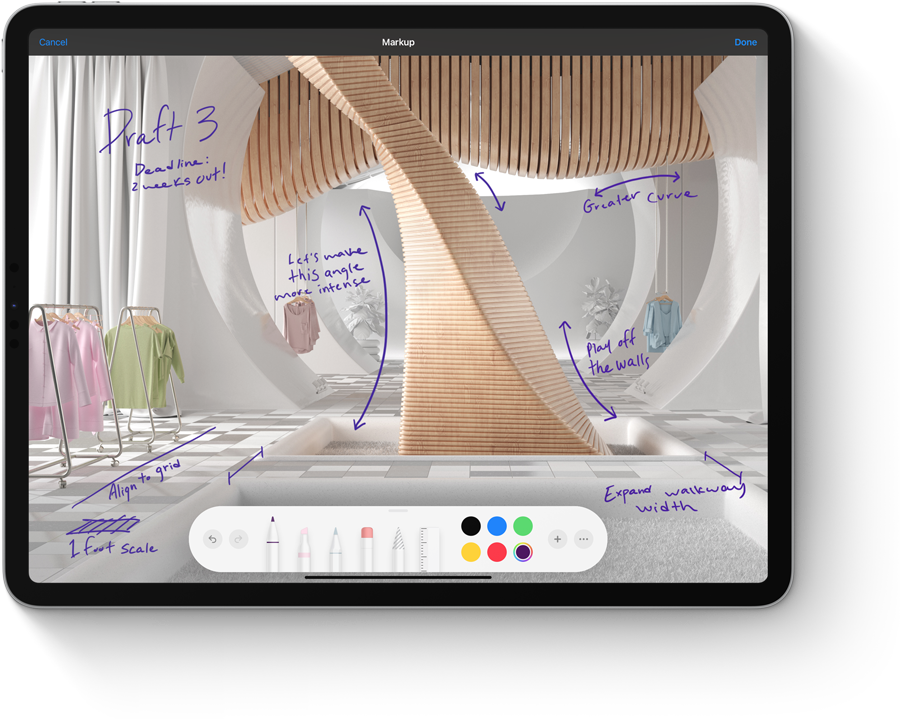 Cancel
Markup
Done
Draft 3
Deadline:
2 weeks out!
Greater curve
Let's make
this angle
more intense
Play off
the walls
Align to grid
Expand walkway
width
1 foot scale